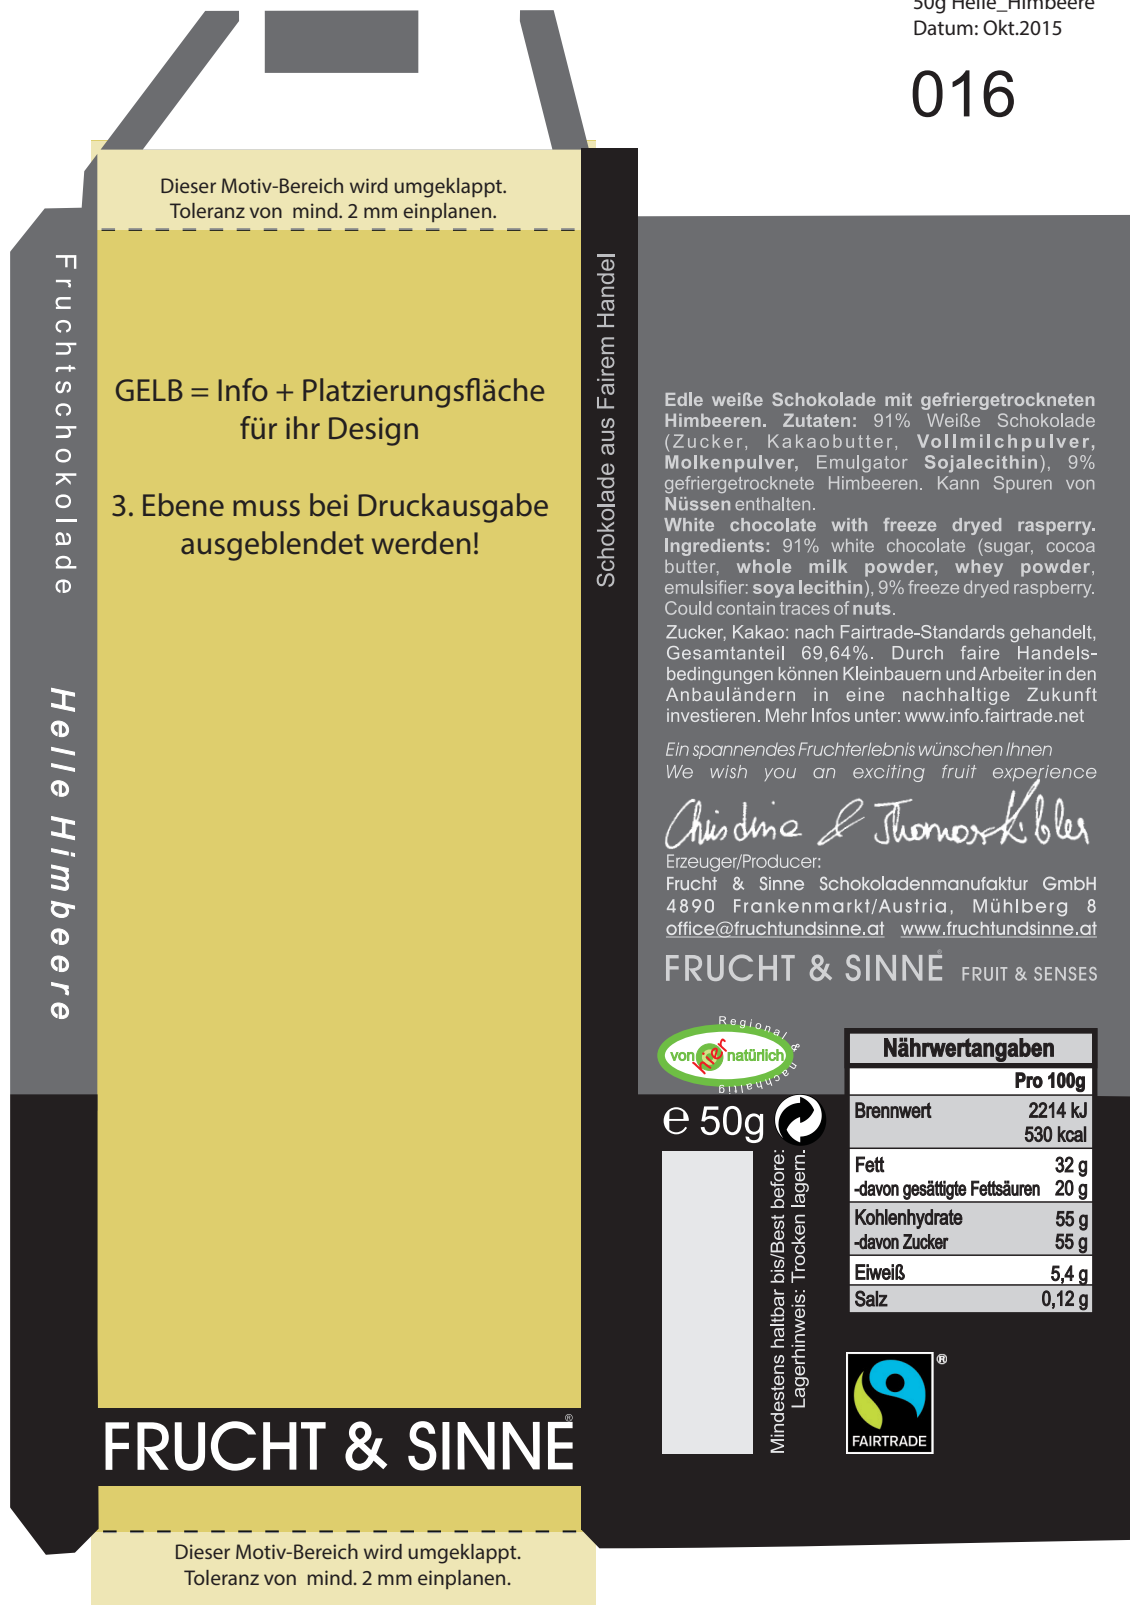 50g Helle_Himbeere
Datum: Okt.2015
016
Dieser Motiv-Bereich wird umgeklappt.
Toleranz von mind. 2 mm einplanen.
Fruchtschokolade
Helle Himbeere
GELB = Info + Platzierungsfläche
für ihr Design
3. Ebene muss bei Druckausgabe
ausgeblendet werden!
Schokolade aus Fairem Handel
Edle weiße Schokolade mit gefriergetrockneten
Himbeeren. Zutaten: 91% Weiße Schokolade
(Zucker, Kakaobutter, Vollmilchpulver,
Molkenpulver, Emulgator Sojalecithin), 9%
gefriergetrocknete Himbeeren. Kann Spuren von
Nüssen enthalten.
White chocolate with freeze dryed rasperry.
Ingredients: 91% white chocolate (sugar, cocoa
butter, whole milk powder, whey powder,
emulsifier: soya lecithin), 9% freeze dryed raspberry.
Could contain traces of nuts.
Zucker, Kakao: nach Fairtrade-Standards gehandelt,
Gesamtanteil 69,64%. Durch faire Handels-
bedingungen können Kleinbauern und Arbeiter in den
Anbauländern in eine nachhaltige Zukunft
investieren. Mehr Infos unter: www.info.fairtrade.net
Ein spannendes Fruchterlebnis wünschen Ihnen
We wish you an exciting fruit experience
Christina & Thomas Kibler
Erzeuger/Producer:
Frucht & Sinne Schokoladenmanufaktur GmbH
4890 Frankenmarkt/Austria, Mühlberg 8
office@fruchtundsinne.at www.fruchtundsinne.at
FRUCHT & SINNE® FRUIT & SENSES
Regional & nachhaltig
von hier natürlich
℮ 50g
Mindestens haltbar bis/Best before:
Lagerhinweis: Trocken lagern.
Nährwertangaben
Pro 100g
Brennwert 2214 kJ
530 kcal
Fett 32 g
-davon gesättigte Fettsäuren 20 g
Kohlenhydrate 55 g
-davon Zucker 55 g
Eiweiß 5,4 g
Salz 0,12 g
®
FAIRTRADE
FRUCHT & SINNE®
Dieser Motiv-Bereich wird umgeklappt.
Toleranz von mind. 2 mm einplanen.